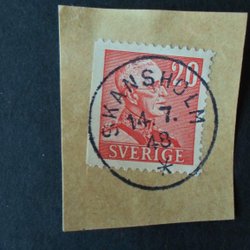 20
SKANSHOLM
14. 7.
48
*
SVERIGE